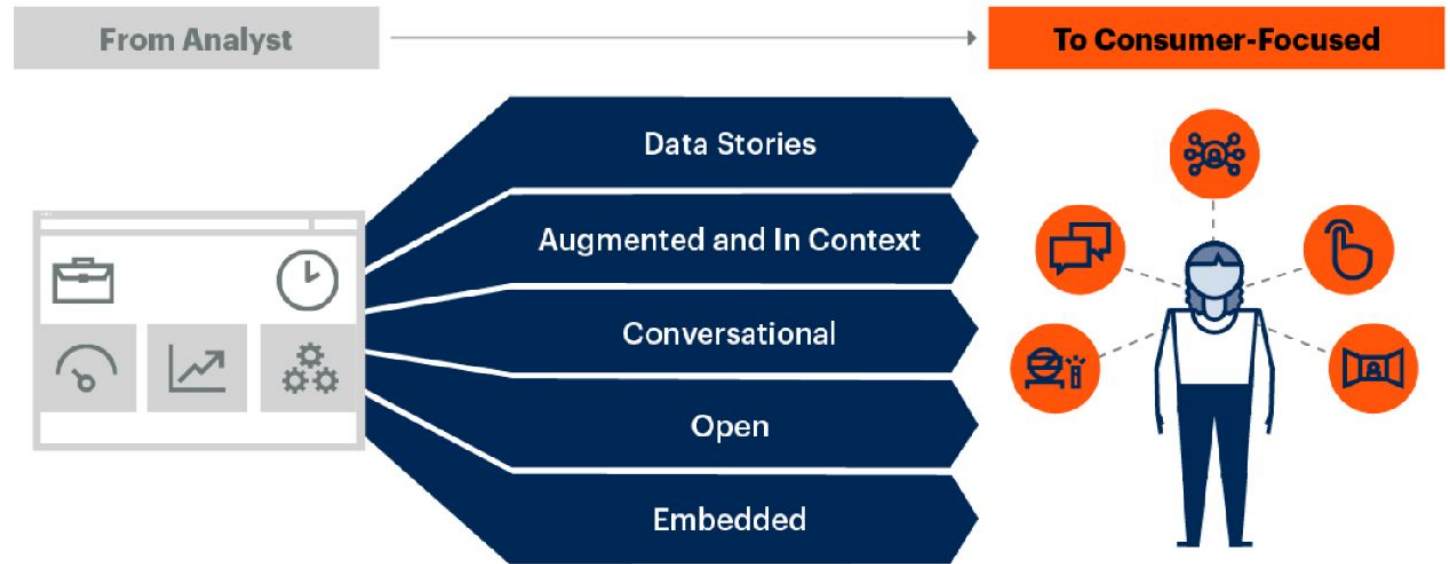 From Analyst
To Consumer-Focused
Data Stories
Augmented and In Context
Conversational
Open
Embedded